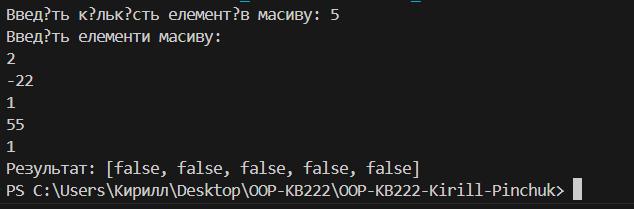 Введ?ть к?льк?сть елемент?в масиву: 5
Введ?ть елементи масиву:
2
-22
1
55
1
Результат: [false, false, false, false, false]
PS C:\Users\Кирилл\Desktop\OOP-KB222\OOP-KB222-Kirill-Pinchuk>